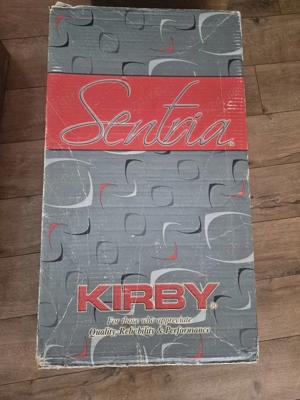 Sentria®
KIRBY®
For those who appreciate
Quality, Reliability & Performance